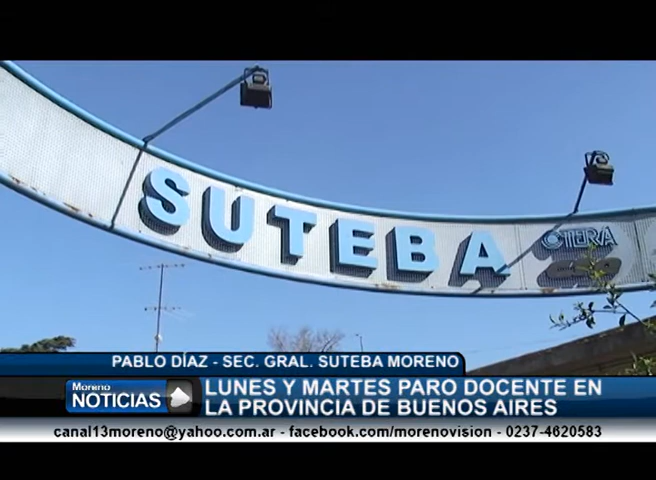 SUTEBA
CTERA
PABLO DÍAZ - SEC. GRAL. SUTEBA MORENO
Moreno
NOTICIAS
LUNES Y MARTES PARO DOCENTE EN
LA PROVINCIA DE BUENOS AIRES
canal13moreno@yahoo.com.ar - facebook.com/morenovision - 0237-4620583